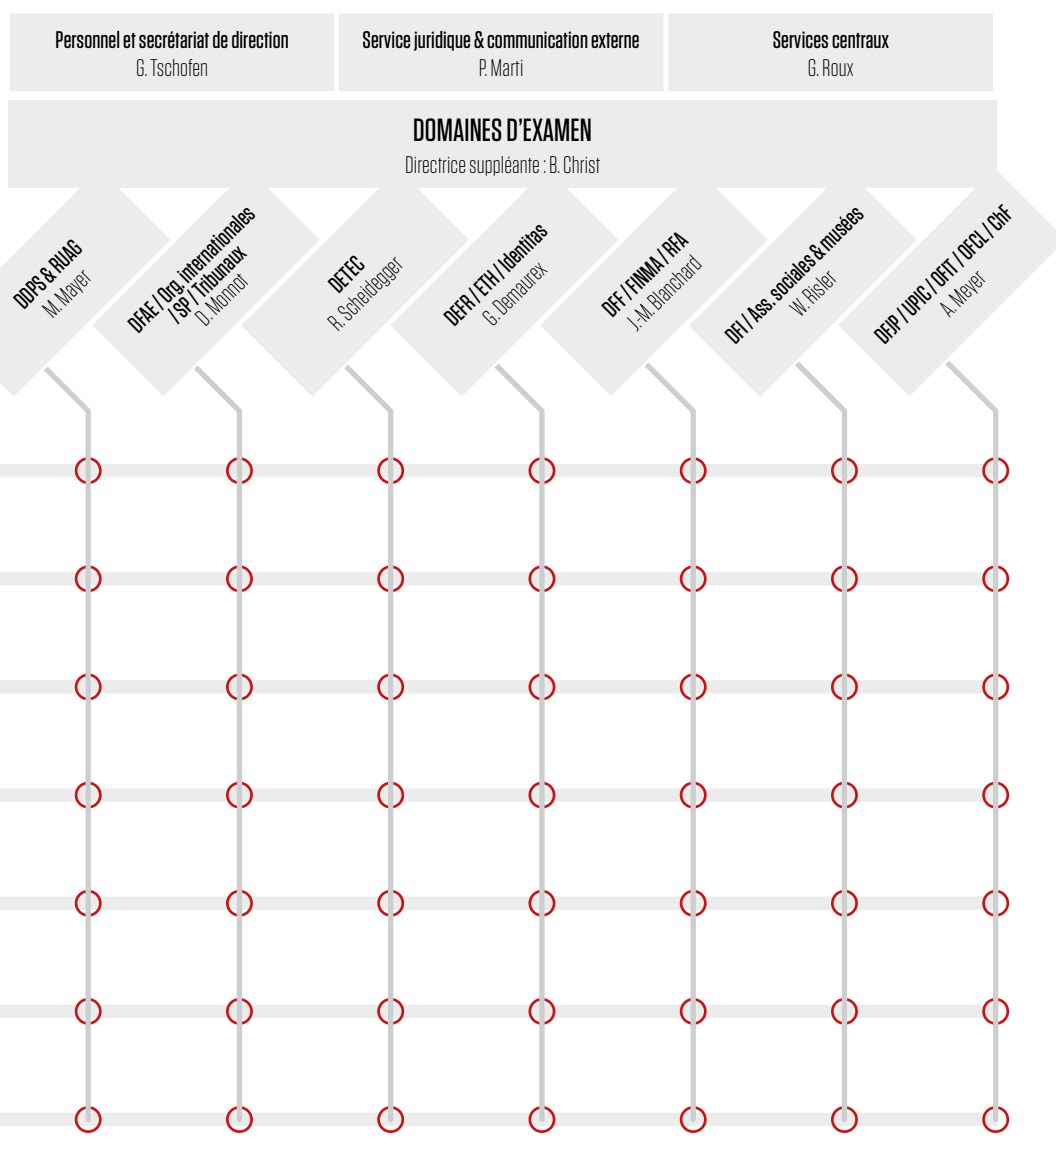 Personnel et secrétariat de direction
G. Tschofen
Service juridique & communication externe
P. Marti
Services centraux
G. Roux
DOMAINES D'EXAMEN
Directrice suppléante : B. Christ
DDPS & RUAG
M. Mayer
DFAE / Org. internationales
/ SP / Tribunaux
D. Monnot
DETEC
R. Scheidegger
DEFR / ETH / Identitas
G. Demaurex
DFF / FINMA / RFA
J.-M. Blanchard
DFI / Ass. sociales & musées
W. Risler
DFJP / UPIC / OFIT / OFCL / ChF
A. Meyer